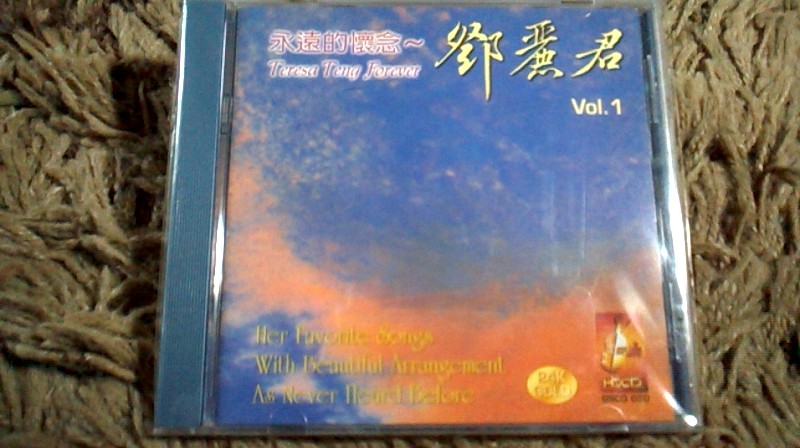 永遠的懷念～
鄧麗君
Teresa Teng Forever
Vol.1
Her Favorite Songs
With Beautiful Arrangement
As Never Heard Before
24K
GOLD
HDCD